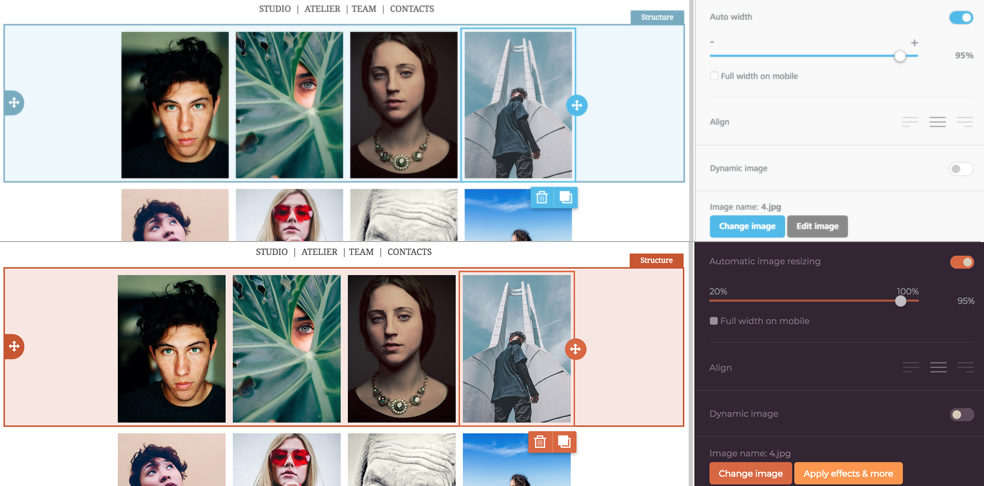 STUDIO | ATELIER | TEAM | CONTACTS
Structure
Auto width
- +
95%
Full width on mobile
Align
Dynamic image
Image name: 4.jpg
Change image Edit image
STUDIO | ATELIER | TEAM | CONTACTS
Structure
Automatic image resizing
20% 100%
95%
Full width on mobile
Align
Dynamic image
Image name: 4.jpg
Change image Apply effects & more